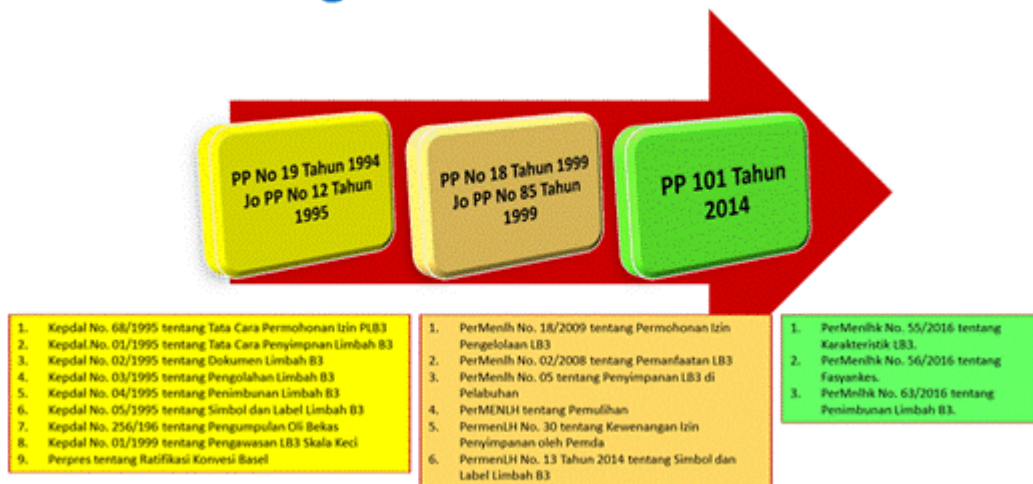 PP No 19 Tahun 1994
Jo PP No 12 Tahun
1995
PP No 18 Tahun 1999
Jo PP No 85 Tahun
1999
PP 101 Tahun
2014
1. Kepdal No. 68/1995 tentang Tata Cara Permohonan Izin PLB3
2. Kepdal.No. 01/1995 tentang Tata Cara Penyimpnan Limbah B3
3. Kepdal No. 02/1995 tentang Dokumen Limbah B3
4. Kepdal No. 03/1995 tentang Pengolahan Limbah B3
5. Kepdal No. 04/1995 tentang Penimbunan Limbah B3
6. Kepdal No. 05/1995 tentang Simbol dan Label Limbah B3
7. Kepdal No. 256/196 tentang Pengumpulan Oli Bekas
8. Kepdal No. 01/1999 tentang Pengawasan LB3 Skala Keci
9. Perpres tentang Ratifikasi Konvesi Basel
1. PerMenlh No. 18/2009 tentang Permohonan Izin
Pengelolaan LB3
2. PerMenlh No. 02/2008 tentang Pemanfaatan LB3
3. PerMenlh No. 05 tentang Penyimpanan LB3 di
Pelabuhan
4. PerMENLH tentang Pemulihan
5. PermenLH No. 30 tentang Kewenangan Izin
Penyimpanan oleh Pemda
6. PermenLH No. 13 Tahun 2014 tentang Simbol dan
Label Limbah B3
1. PerMenlhk No. 55/2016 tentang
Karakteristik LB3.
2. PerMenlhk No. 56/2016 tentang
Fasyankes.
3. PerMnlhk No. 63/2016 tentang
Penimbunan Limbah B3.